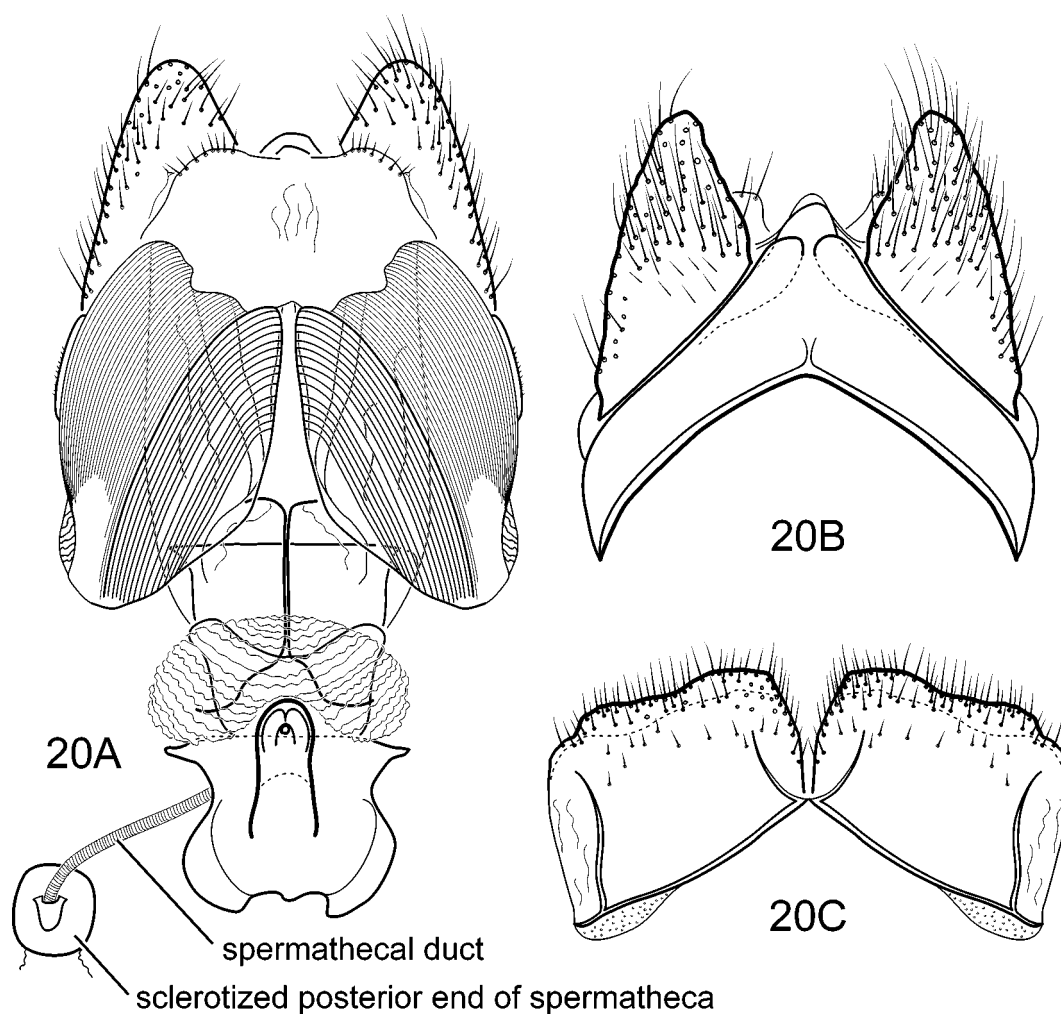 20A
20B
20C
spermathecal duct
sclerotized posterior end of spermatheca